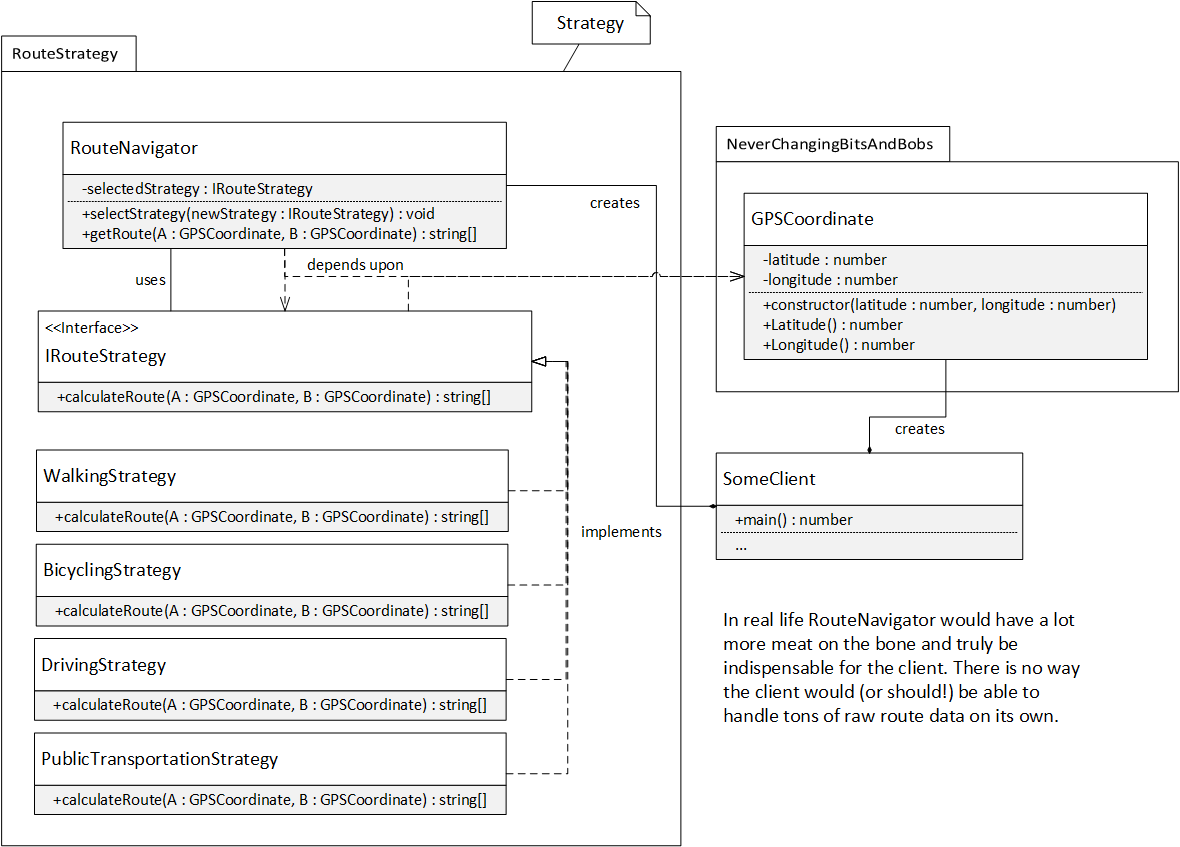 Strategy
RouteStrategy
RouteNavigator
-selectedStrategy : IRouteStrategy
+selectStrategy(newStrategy : IRouteStrategy) : void
+getRoute(A : GPSCoordinate, B : GPSCoordinate) : string[]
creates
uses
depends upon
<<Interface>>
IRouteStrategy
+calculateRoute(A : GPSCoordinate, B : GPSCoordinate) : string[]
WalkingStrategy
+calculateRoute(A : GPSCoordinate, B : GPSCoordinate) : string[]
BicyclingStrategy
+calculateRoute(A : GPSCoordinate, B : GPSCoordinate) : string[]
DrivingStrategy
+calculateRoute(A : GPSCoordinate, B : GPSCoordinate) : string[]
PublicTransportationStrategy
+calculateRoute(A : GPSCoordinate, B : GPSCoordinate) : string[]
implements
NeverChangingBitsAndBobs
GPSCoordinate
-latitude : number
-longitude : number
+constructor(latitude : number, longitude : number)
+Latitude() : number
+Longitude() : number
creates
SomeClient
+main() : number
...
In real life RouteNavigator would have a lot
more meat on the bone and truly be
indispensable for the client. There is no way
the client would (or should!) be able to
handle tons of raw route data on its own.